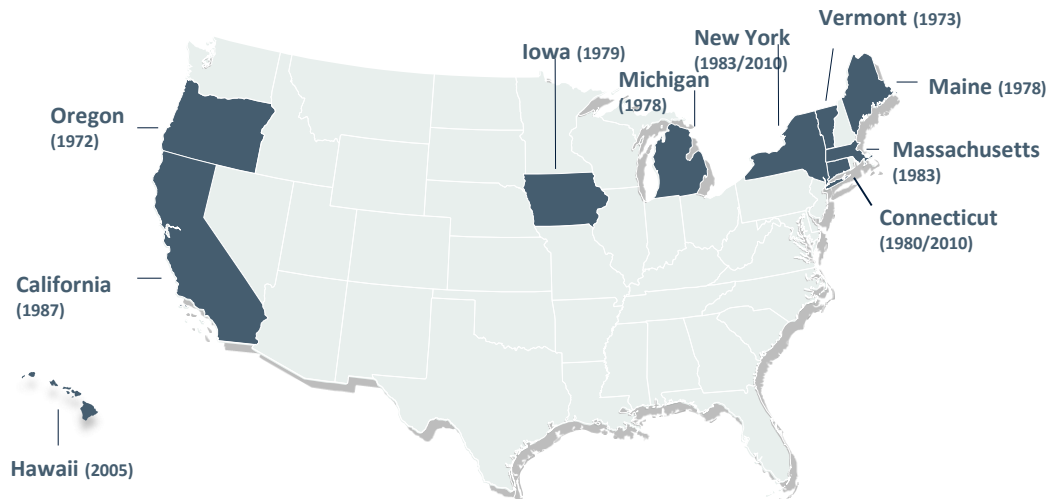 Vermont (1973)
New York
(1983/2010)
Iowa (1979)
Michigan
(1978)
Maine (1978)
Oregon
(1972)
Massachusetts
(1983)
Connecticut
(1980/2010)
California
(1987)
Hawaii (2005)